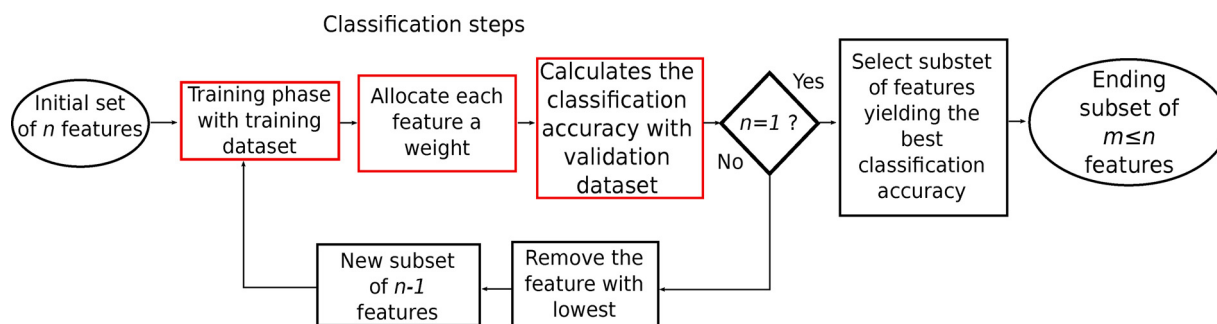 Classification steps
Initial set
of n features
Training phase
with training
dataset
Allocate each
feature a
weight
Calculates the
classification
accuracy with
validation
dataset
n=1 ?
Yes
No
Select substet
of features
yielding the
best
classification
accuracy
Ending
subset of
m≤n
features
Remove the
feature with
lowest
New subset
of n-1
features